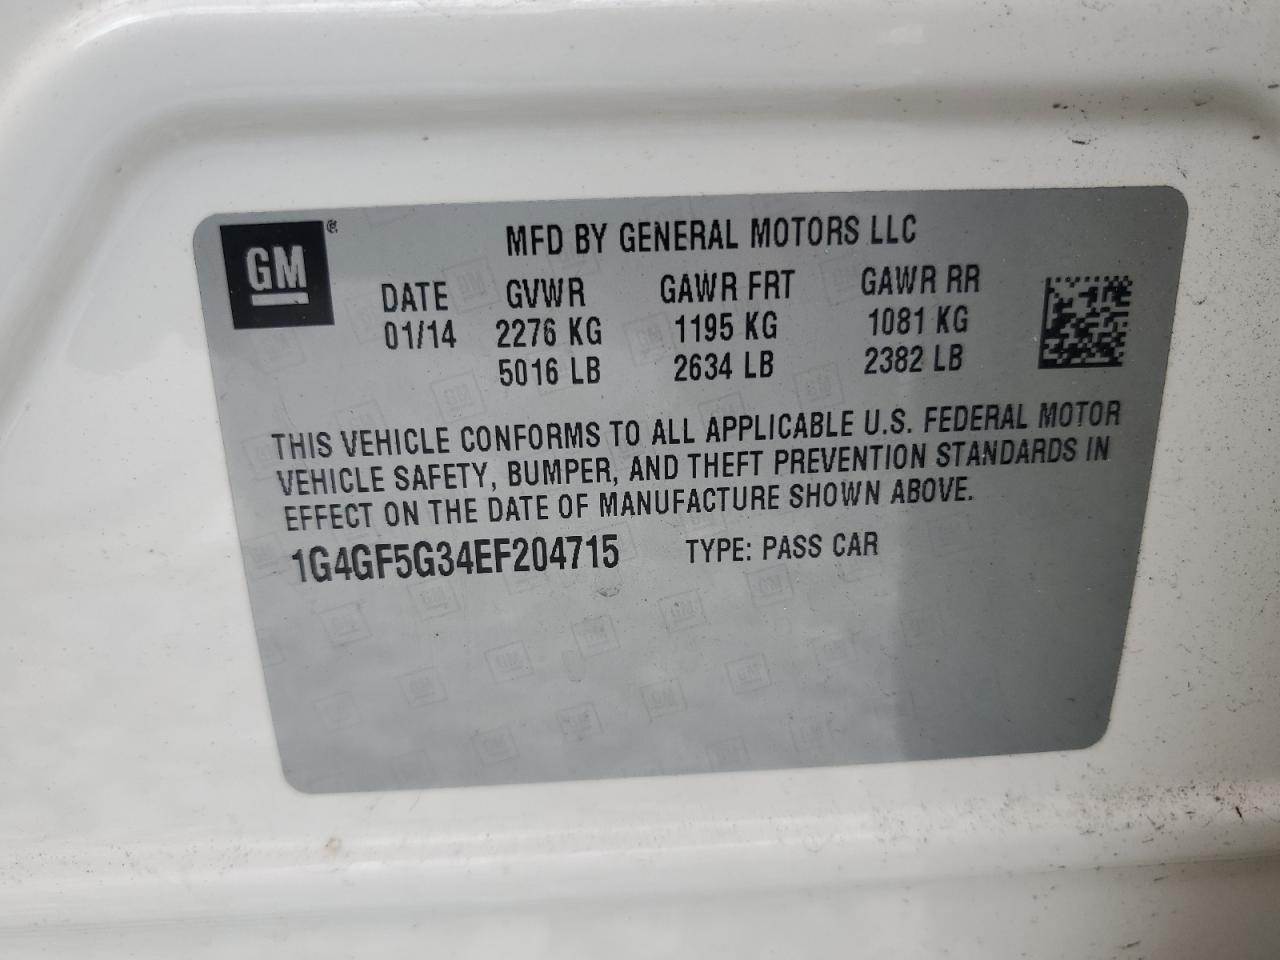 GM ®
MFD BY GENERAL MOTORS LLC
DATE GVWR GAWR FRT GAWR RR
01/14 2276 KG 1195 KG 1081 KG
5016 LB 2634 LB 2382 LB
THIS VEHICLE CONFORMS TO ALL APPLICABLE U.S. FEDERAL MOTOR
VEHICLE SAFETY, BUMPER, AND THEFT PREVENTION STANDARDS IN
EFFECT ON THE DATE OF MANUFACTURE SHOWN ABOVE.
1G4GF5G34EF204715 TYPE: PASS CAR